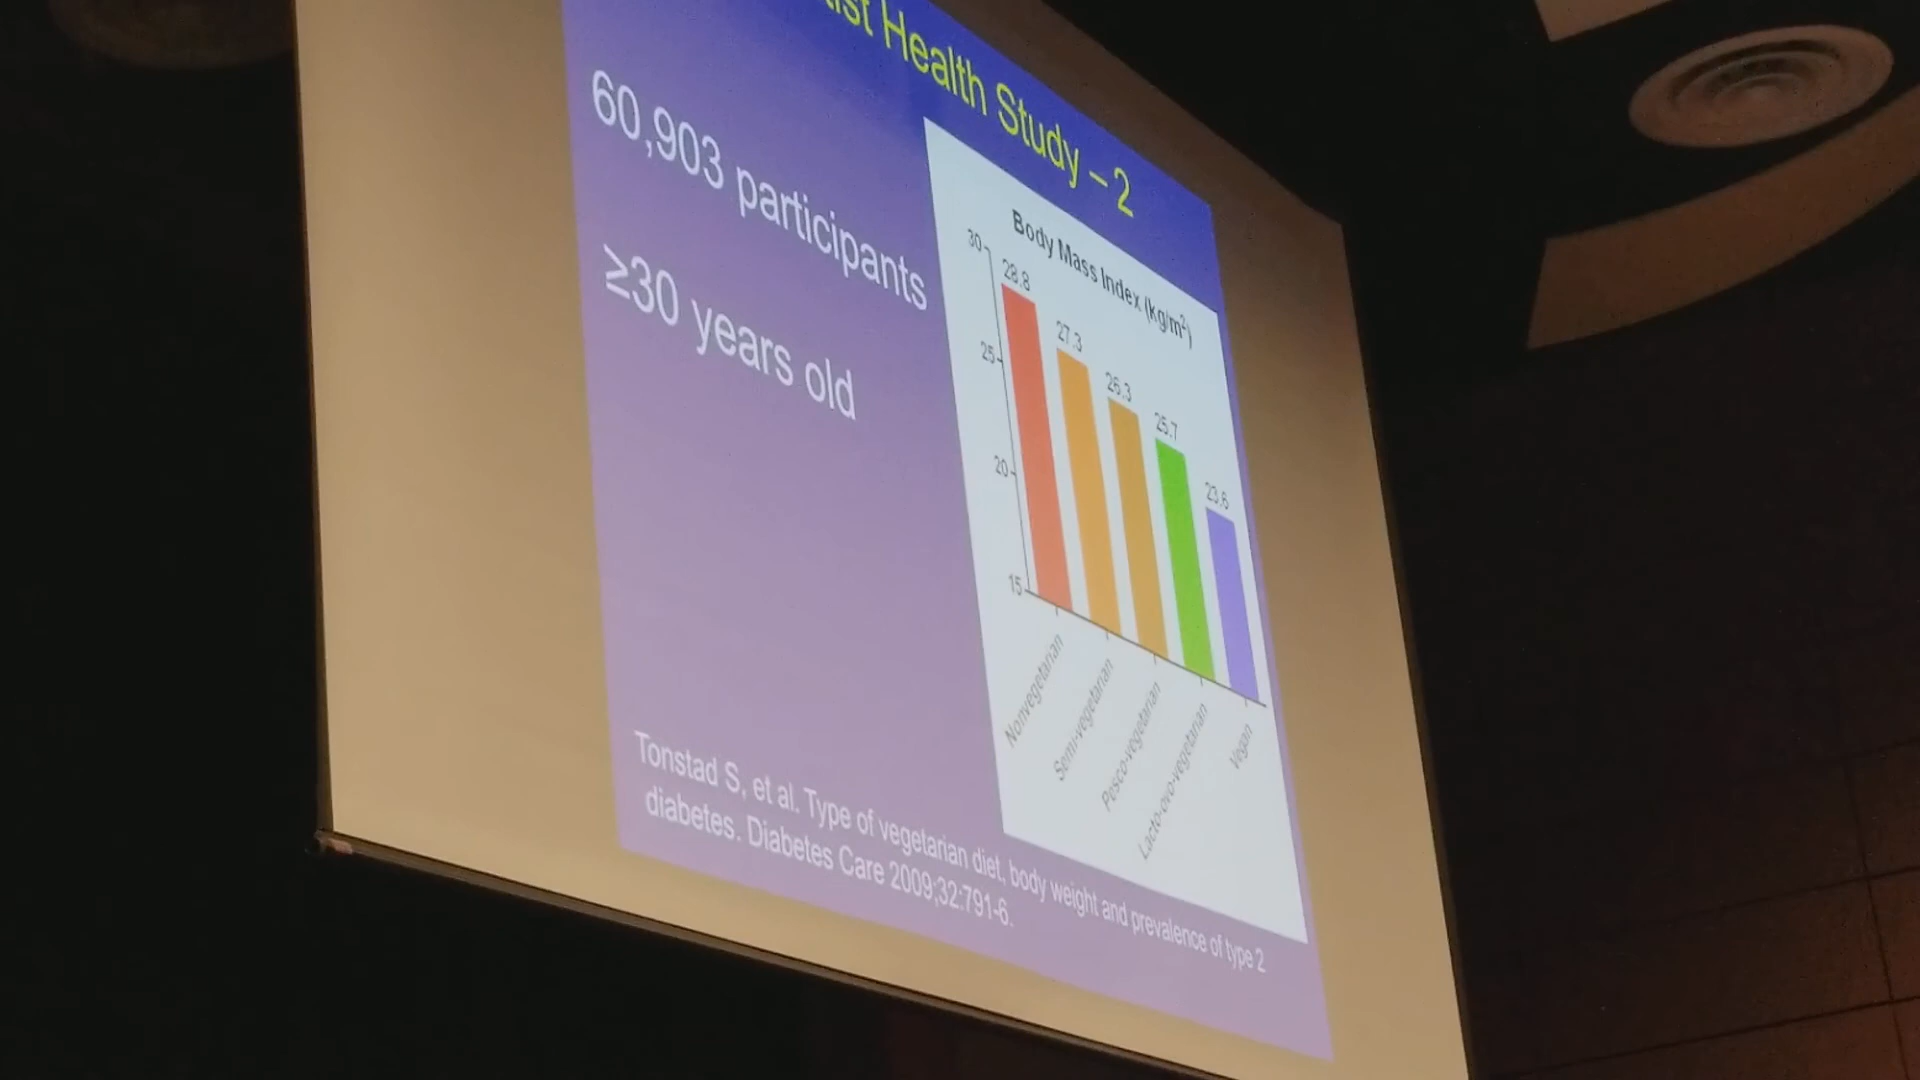 Health Study – 2
60,903 participants
≥30 years old
Body Mass Index (kg/m²)
30
25
20
15
28.8
27.3
26.3
25.7
23.6
Nonvegetarian
Semi-vegetarian
Pesco-vegetarian
Lacto-ovo-vegetarian
Vegan
Tonstad S, et al. Type of vegetarian diet, body weight and prevalence of type 2
diabetes. Diabetes Care 2009;32:791-6.